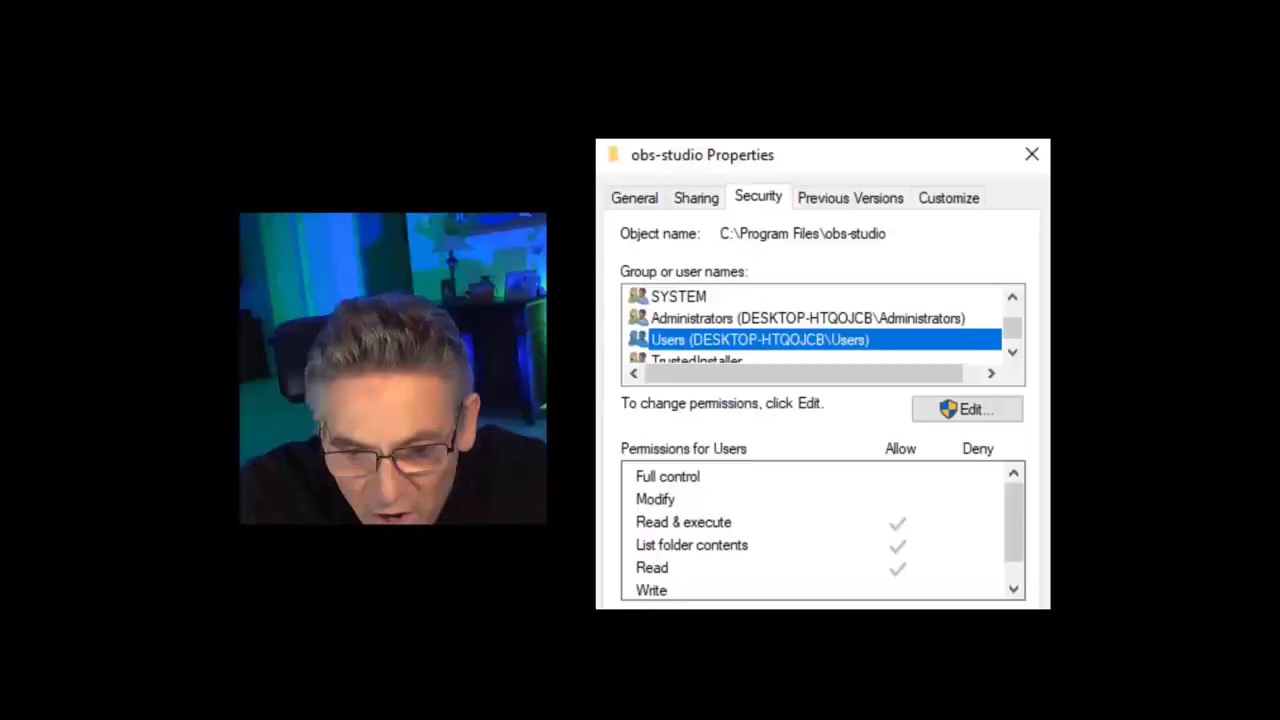 obs-studio Properties
General Sharing Security Previous Versions Customize
Object name: C:\Program Files\obs-studio
Group or user names:
SYSTEM
Administrators (DESKTOP-HTQOJCB\Administrators)
Users (DESKTOP-HTQOJCB\Users)
TrustedInstaller
To change permissions, click Edit.
Edit...
Permissions for Users Allow Deny
Full control
Modify
Read & execute
List folder contents
Read
Write